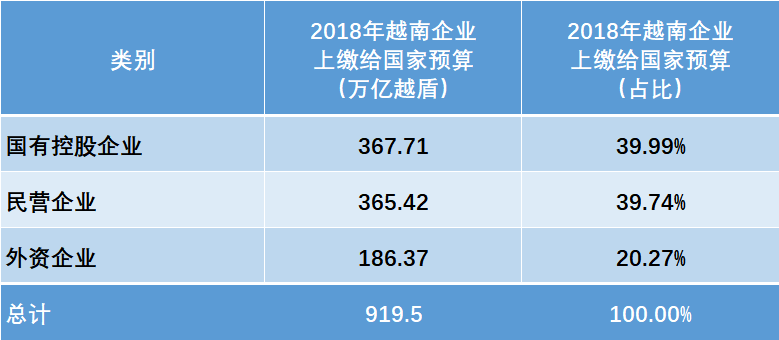 类别
2018年越南企业
上缴给国家预算
（万亿越盾）
2018年越南企业
上缴给国家预算
（占比）
国有控股企业 367.71 39.99%
民营企业 365.42 39.74%
外资企业 186.37 20.27%
总计 919.5 100.00%